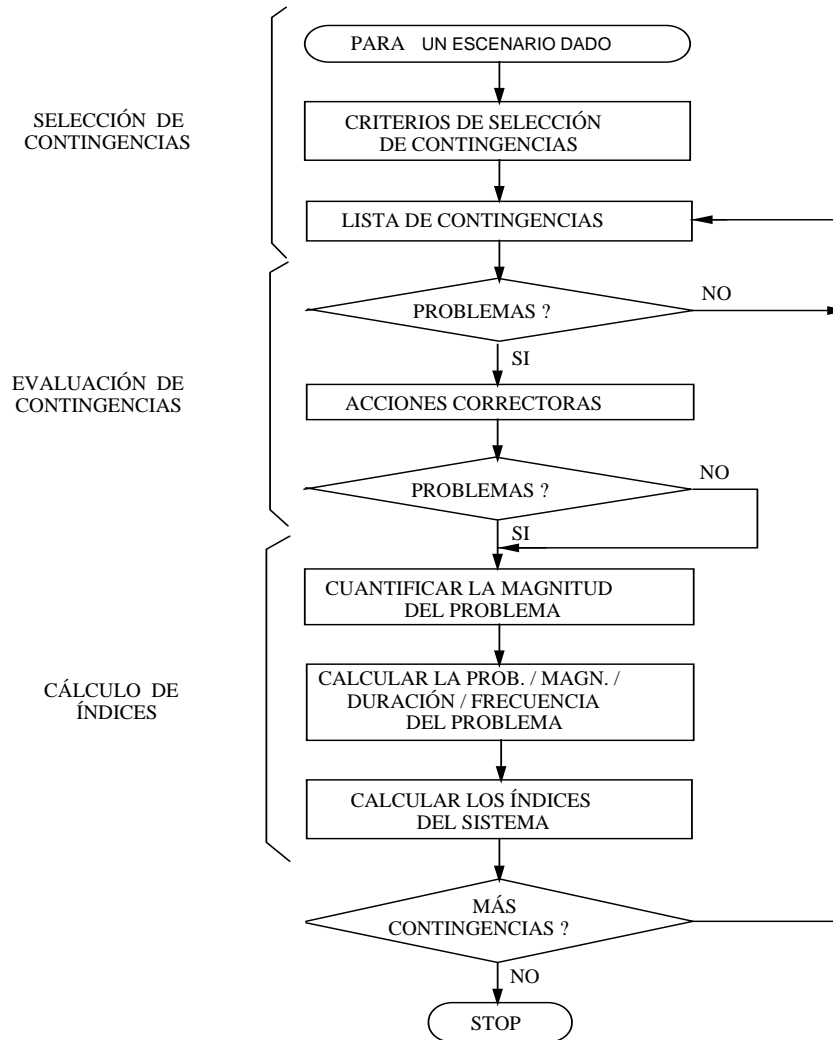 PARA UN ESCENARIO DADO
SELECCIÓN DE
CONTINGENCIAS
CRITERIOS DE SELECCIÓN
DE CONTINGENCIAS
LISTA DE CONTINGENCIAS
PROBLEMAS ?
NO
SI
EVALUACIÓN DE
CONTINGENCIAS
ACCIONES CORRECTORAS
PROBLEMAS ?
NO
SI
CUANTIFICAR LA MAGNITUD
DEL PROBLEMA
CÁLCULO DE
ÍNDICES
CALCULAR LA PROB. / MAGN. /
DURACIÓN / FRECUENCIA
DEL PROBLEMA
CALCULAR LOS ÍNDICES
DEL SISTEMA
MÁS
CONTINGENCIAS ?
NO
STOP